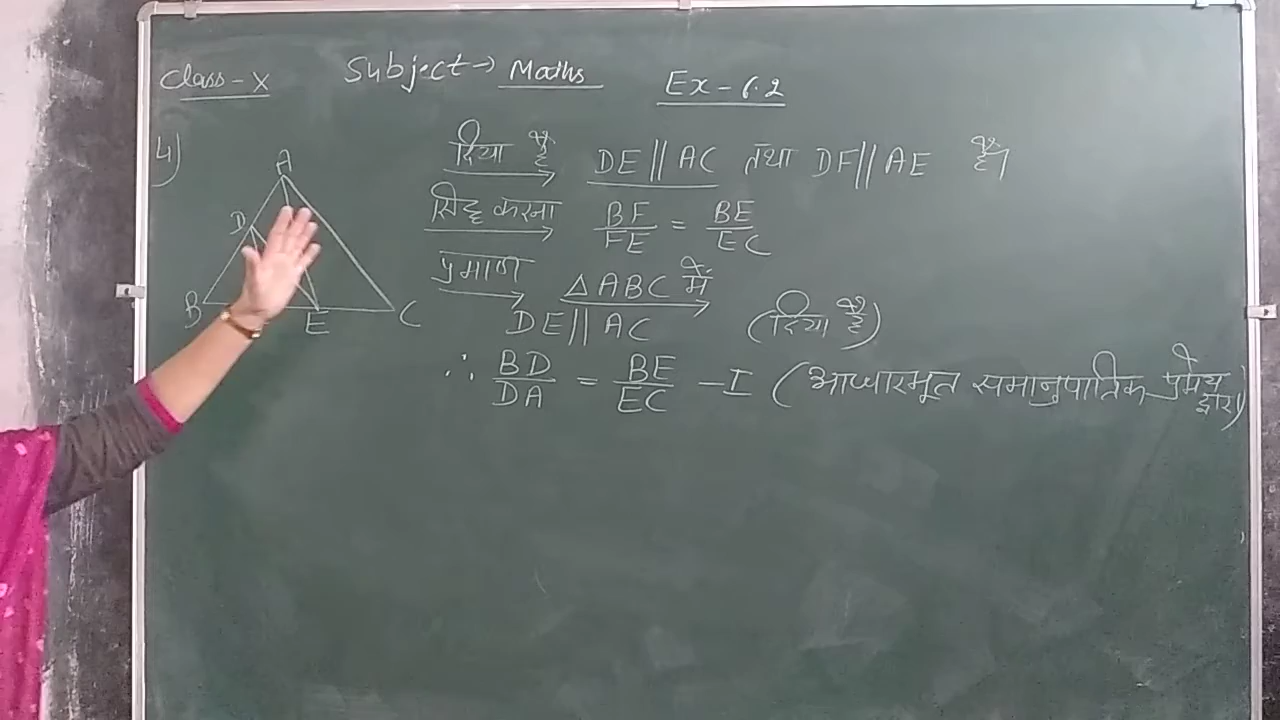 Class - X Subject → Maths Ex - 6.2
4)
A
D
B E C
दिया है DE || AC तथा DF || AE है।
सिद्ध करना BF/FE = BE/EC
प्रमाण △ABC में
DE || AC (दिया है)
∴ BD/DA = BE/EC - I (आधारभूत समानुपातिक प्रमेय द्वारा)